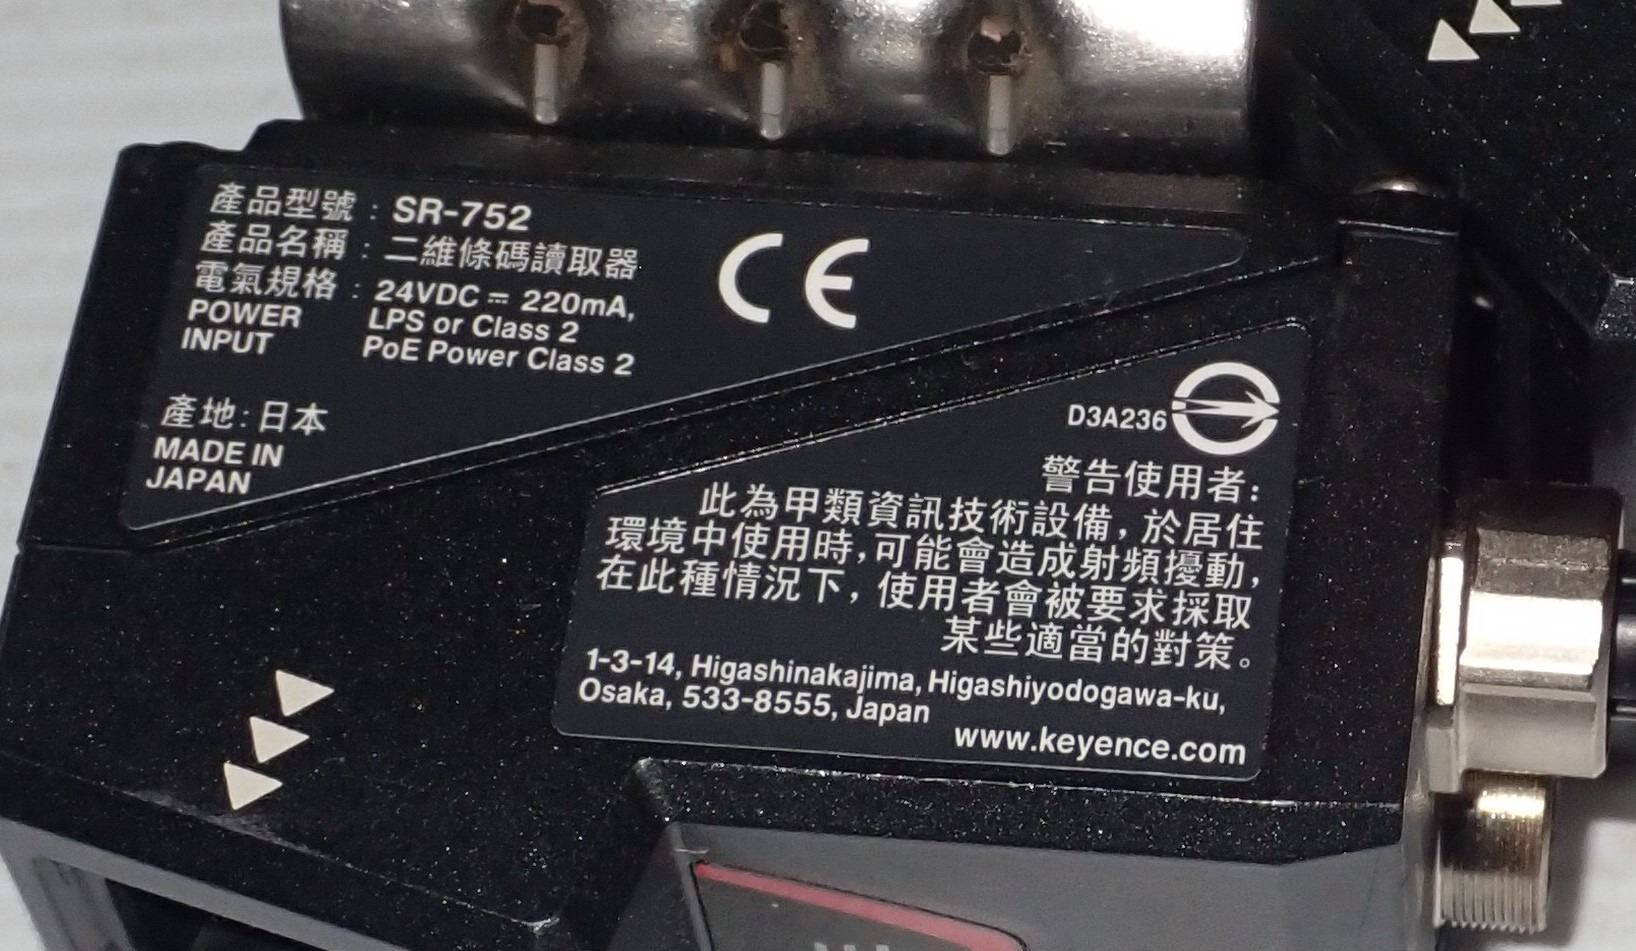 產品型號 : SR-752
產品名稱 : 二維條碼讀取器
電氣規格 : 24VDC ⎓ 220mA,
POWER LPS or Class 2
INPUT PoE Power Class 2
產地: 日本
MADE IN
JAPAN
CE
D3A236
警告使用者:
此為甲類資訊技術設備, 於居住
環境中使用時, 可能會造成射頻擾動,
在此種情況下, 使用者會被要求採取
某些適當的對策。
1-3-14, Higashinakajima, Higashiyodogawa-ku,
Osaka, 533-8555, Japan
www.keyence.com